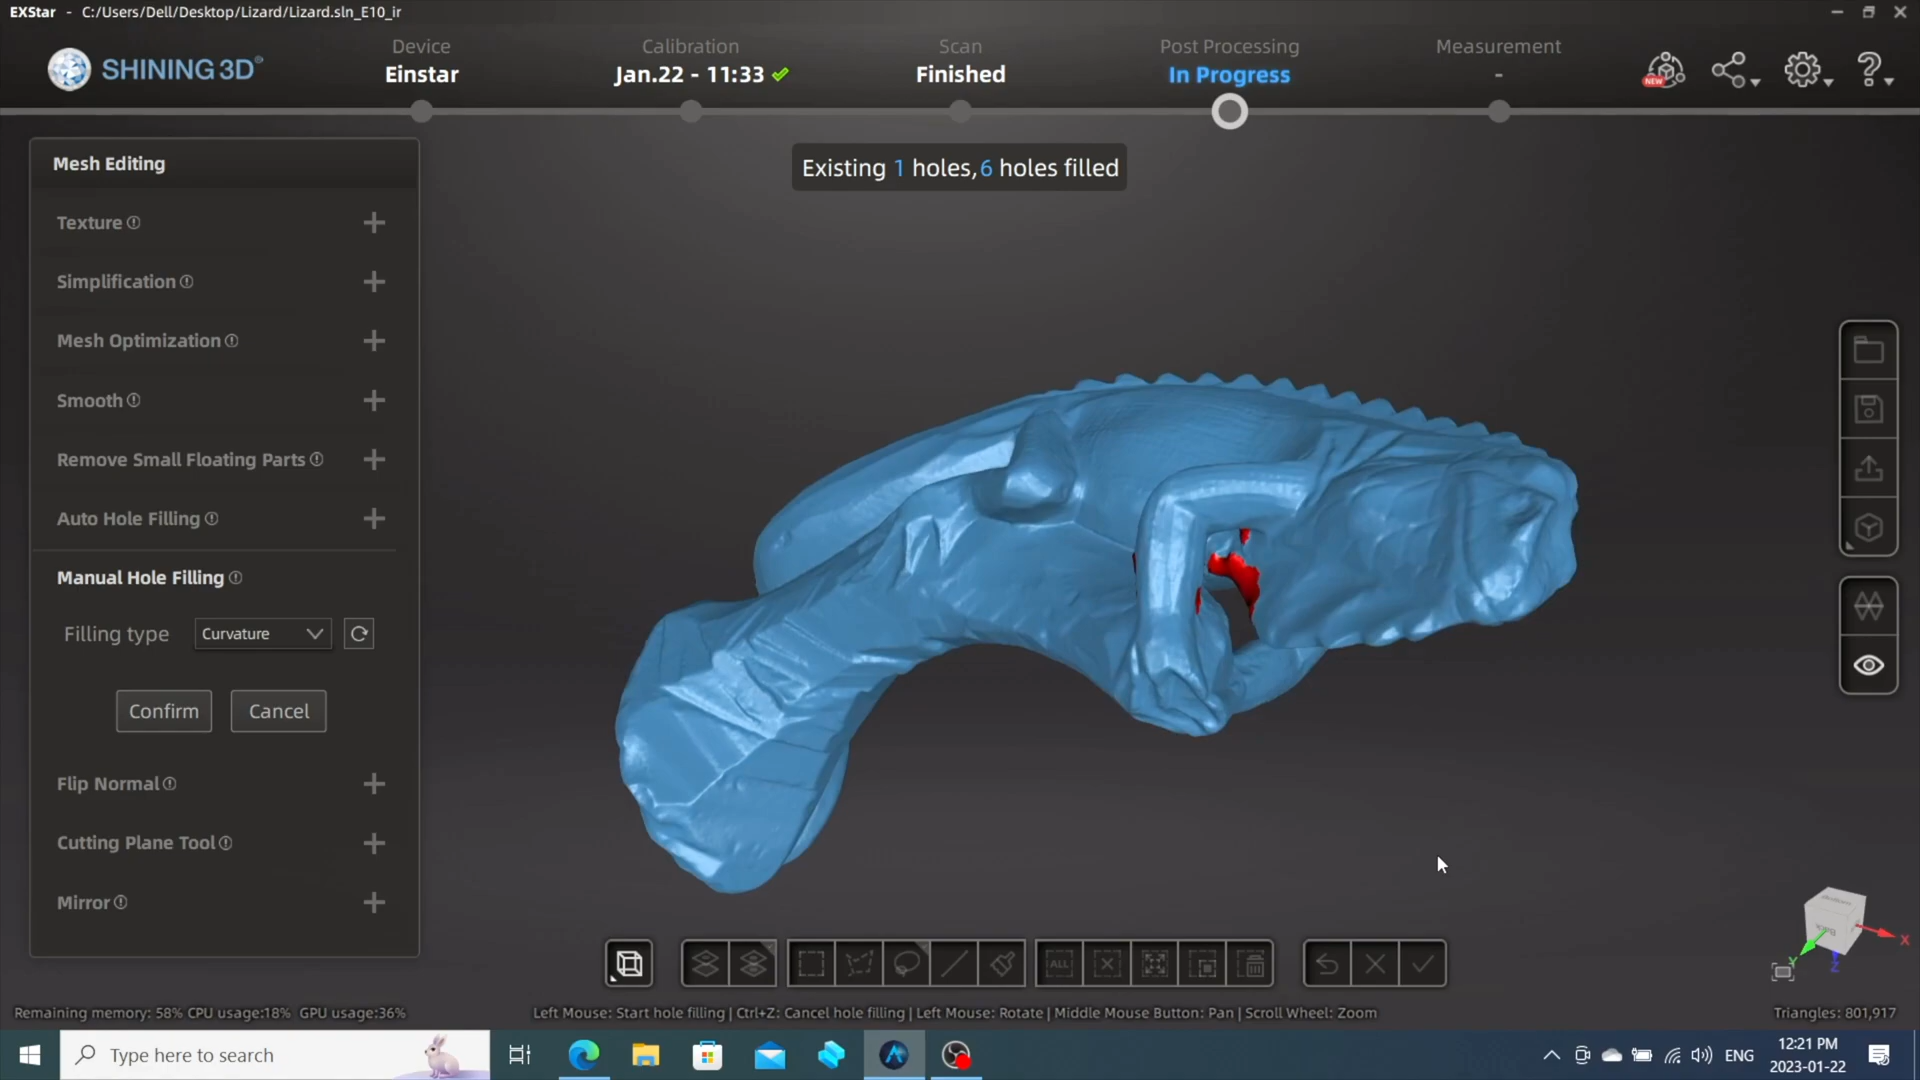 EXStar - C:/Users/Dell/Desktop/Lizard/Lizard.sln_E10_ir
SHINING 3D®
Device
Einstar
Calibration
Jan.22 - 11:33
Scan
Finished
Post Processing
In Progress
Measurement
-
NEW
Mesh Editing
Existing 1 holes,6 holes filled
Texture
Simplification
Mesh Optimization
Smooth
Remove Small Floating Parts
Auto Hole Filling
Manual Hole Filling
Filling type Curvature
Confirm Cancel
Flip Normal
Cutting Plane Tool
Mirror
ALL
Back
X
Y
Z
Remaining memory: 58% CPU usage:18% GPU usage:36%
Left Mouse: Start hole filling | Ctrl+Z: Cancel hole filling | Left Mouse: Rotate | Middle Mouse Button: Pan | Scroll Wheel: Zoom
Triangles: 801,917
Type here to search
ENG
12:21 PM
2023-01-22